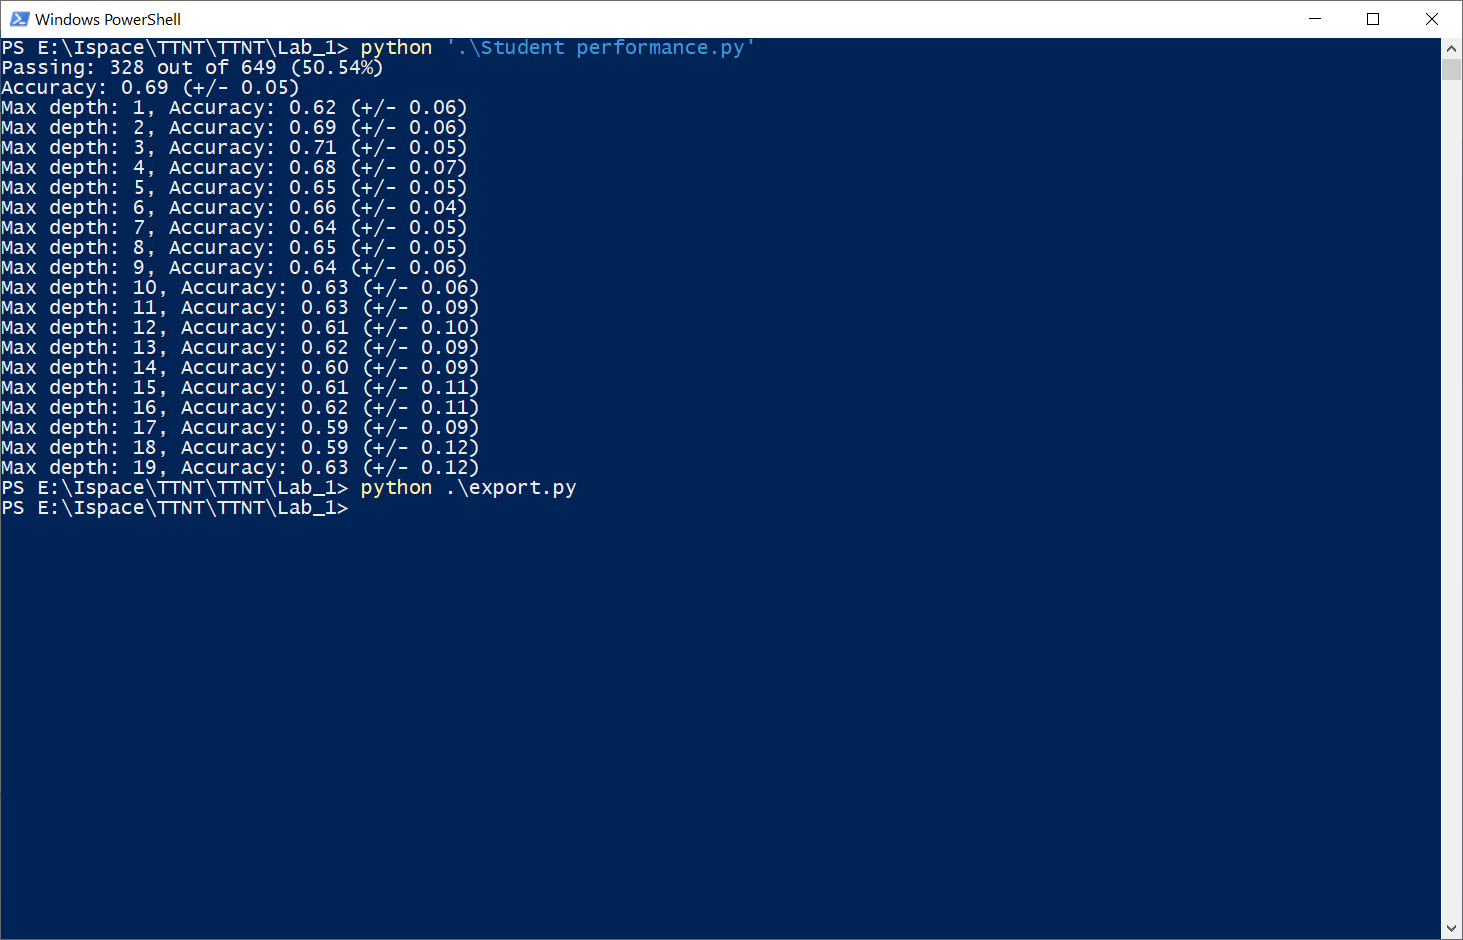 Windows PowerShell
PS E:\Ispace\TTNT\TTNT\Lab_1> python '.\Student performance.py'
Passing: 328 out of 649 (50.54%)
Accuracy: 0.69 (+/- 0.05)
Max depth: 1, Accuracy: 0.62 (+/- 0.06)
Max depth: 2, Accuracy: 0.69 (+/- 0.06)
Max depth: 3, Accuracy: 0.71 (+/- 0.05)
Max depth: 4, Accuracy: 0.68 (+/- 0.07)
Max depth: 5, Accuracy: 0.65 (+/- 0.05)
Max depth: 6, Accuracy: 0.66 (+/- 0.04)
Max depth: 7, Accuracy: 0.64 (+/- 0.05)
Max depth: 8, Accuracy: 0.65 (+/- 0.05)
Max depth: 9, Accuracy: 0.64 (+/- 0.06)
Max depth: 10, Accuracy: 0.63 (+/- 0.06)
Max depth: 11, Accuracy: 0.63 (+/- 0.09)
Max depth: 12, Accuracy: 0.61 (+/- 0.10)
Max depth: 13, Accuracy: 0.62 (+/- 0.09)
Max depth: 14, Accuracy: 0.60 (+/- 0.09)
Max depth: 15, Accuracy: 0.61 (+/- 0.11)
Max depth: 16, Accuracy: 0.62 (+/- 0.11)
Max depth: 17, Accuracy: 0.59 (+/- 0.09)
Max depth: 18, Accuracy: 0.59 (+/- 0.12)
Max depth: 19, Accuracy: 0.63 (+/- 0.12)
PS E:\Ispace\TTNT\TTNT\Lab_1> python .\export.py
PS E:\Ispace\TTNT\TTNT\Lab_1>